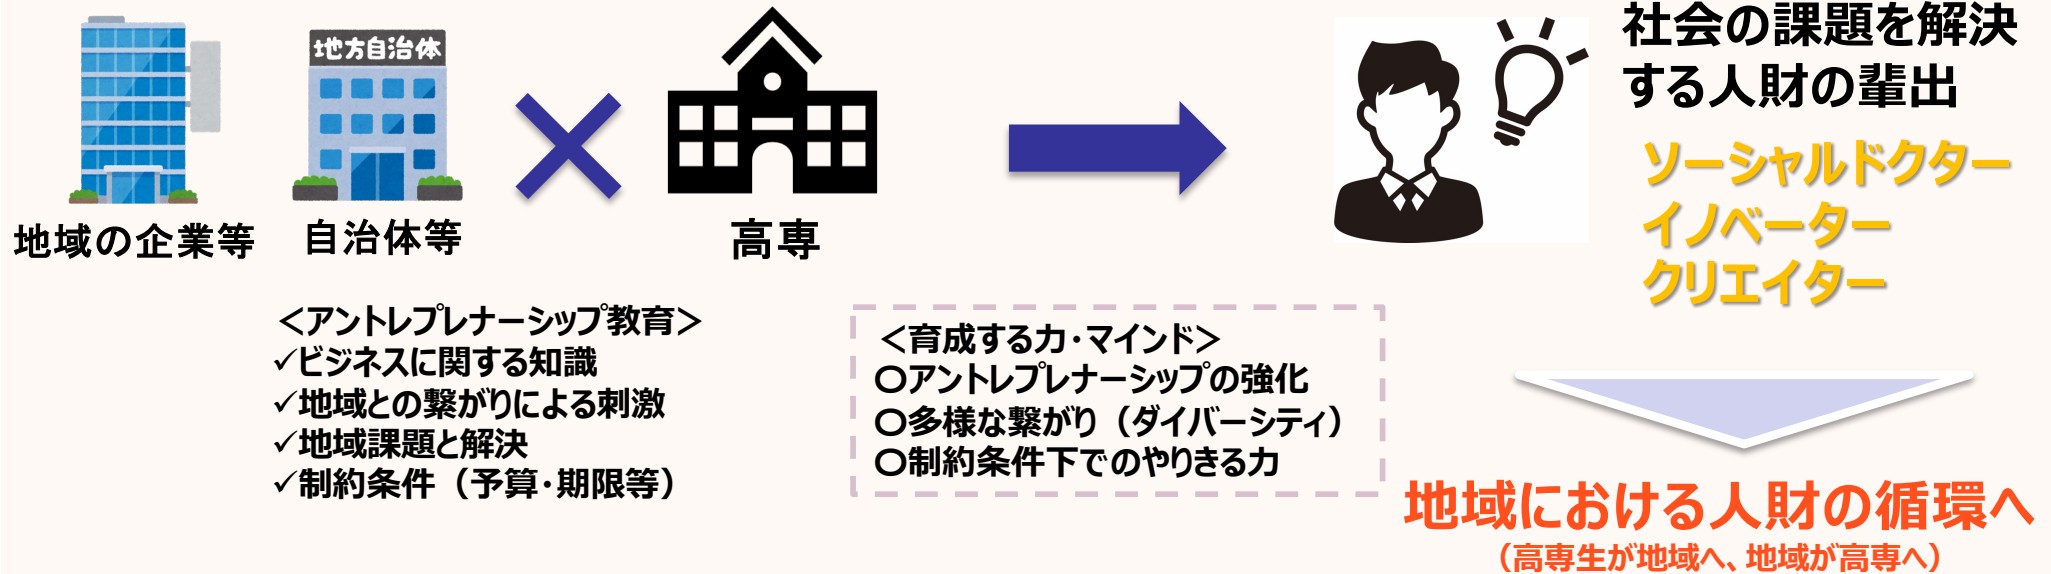 地方自治体
地域の企業等
自治体等
高専
社会の課題を解決
する人財の輩出
ソーシャルドクター
イノベーター
クリエイター
＜アントレプレナーシップ教育＞
✓ビジネスに関する知識
✓地域との繋がりによる刺激
✓地域課題と解決
✓制約条件（予算・期限等）
＜育成する力・マインド＞
〇アントレプレナーシップの強化
〇多様な繋がり（ダイバーシティ）
〇制約条件下でのやりきる力
地域における人財の循環へ
（高専生が地域へ、地域が高専へ）